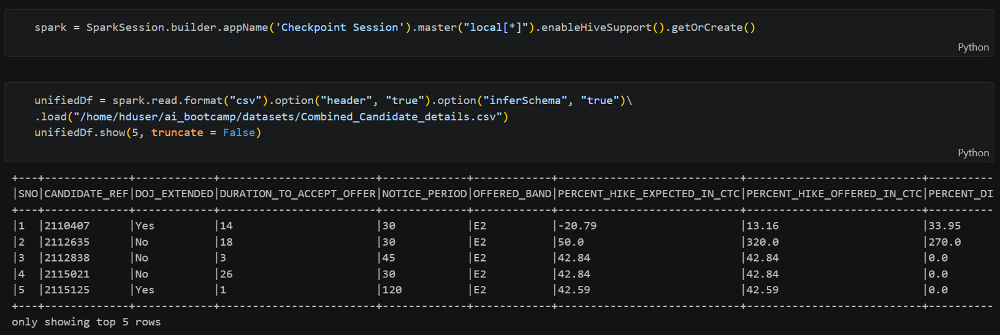 spark = SparkSession.builder.appName('Checkpoint Session').master("local[*]").enableHiveSupport().getOrCreate()
Python
unifiedDf = spark.read.format("csv").option("header", "true").option("inferSchema", "true")\
.load("/home/hduser/ai_bootcamp/datasets/Combined_Candidate_details.csv")
unifiedDf.show(5, truncate = False)
Python
+---+-------------+------------+------------------------+-------------+------------+----------------------------+---------------------------+----------
|SNO|CANDIDATE_REF|DOJ_EXTENDED|DURATION_TO_ACCEPT_OFFER|NOTICE_PERIOD|OFFERED_BAND|PERCENT_HIKE_EXPECTED_IN_CTC|PERCENT_HIKE_OFFERED_IN_CTC|PERCENT_DI
+---+-------------+------------+------------------------+-------------+------------+----------------------------+---------------------------+----------
|1  |2110407      |Yes         |14                      |30           |E2          |-20.79                      |13.16                      |33.95
|2  |2112635      |No          |18                      |30           |E2          |50.0                        |320.0                      |270.0
|3  |2112838      |No          |3                       |45           |E2          |42.84                       |42.84                      |0.0
|4  |2115021      |No          |26                      |30           |E2          |42.84                       |42.84                      |0.0
|5  |2115125      |Yes         |1                       |120          |E2          |42.59                       |42.59                      |0.0
+---+-------------+------------+------------------------+-------------+------------+----------------------------+---------------------------+----------
only showing top 5 rows